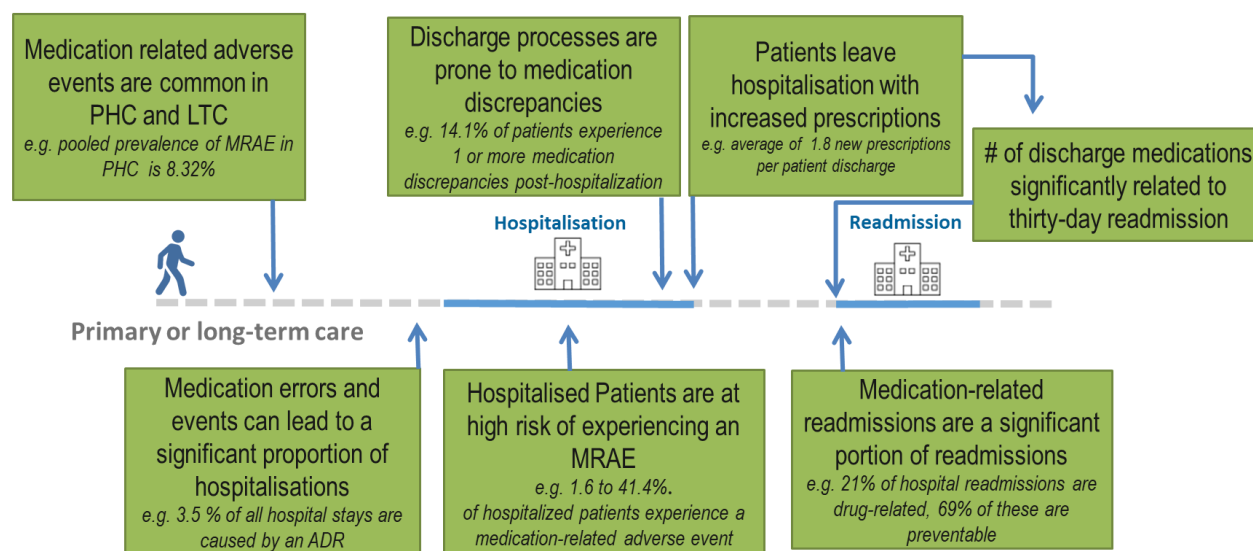 Medication related adverse
events are common in
PHC and LTC
e.g. pooled prevalence of MRAE in
PHC is 8.32%
Discharge processes are
prone to medication
discrepancies
e.g. 14.1% of patients experience
1 or more medication
discrepancies post-hospitalization
Patients leave
hospitalisation with
increased prescriptions
e.g. average of 1.8 new prescriptions
per patient discharge
# of discharge medications
significantly related to
thirty-day readmission
Hospitalisation
Readmission
Primary or long-term care
Medication errors and
events can lead to a
significant proportion of
hospitalisations
e.g. 3.5 % of all hospital stays are
caused by an ADR
Hospitalised Patients are at
high risk of experiencing an
MRAE
e.g. 1.6 to 41.4%.
of hospitalized patients experience a
medication-related adverse event
Medication-related
readmissions are a significant
portion of readmissions
e.g. 21% of hospital readmissions are
drug-related, 69% of these are
preventable